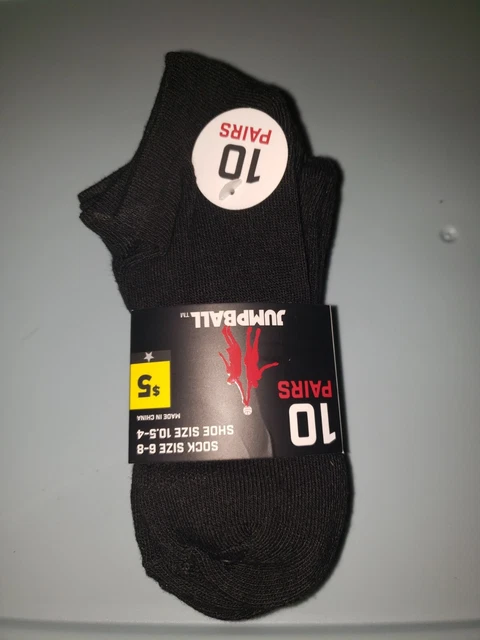 10
PAIRS
10
PAIRS
SOCK SIZE 6-8
SHOE SIZE 10.5-4
MADE IN CHINA
$5
JUMPBALL™